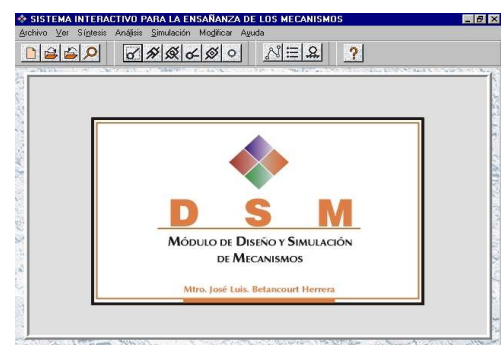 SISTEMA INTERACTIVO PARA LA ENSAÑANZA DE LOS MECANISMOS
Archivo Ver Síntesis Análisis Simulación Modificar Ayuda
D S M
MÓDULO DE DISEÑO Y SIMULACIÓN
DE MECANISMOS
Mtro. José Luis. Betancourt Herrera